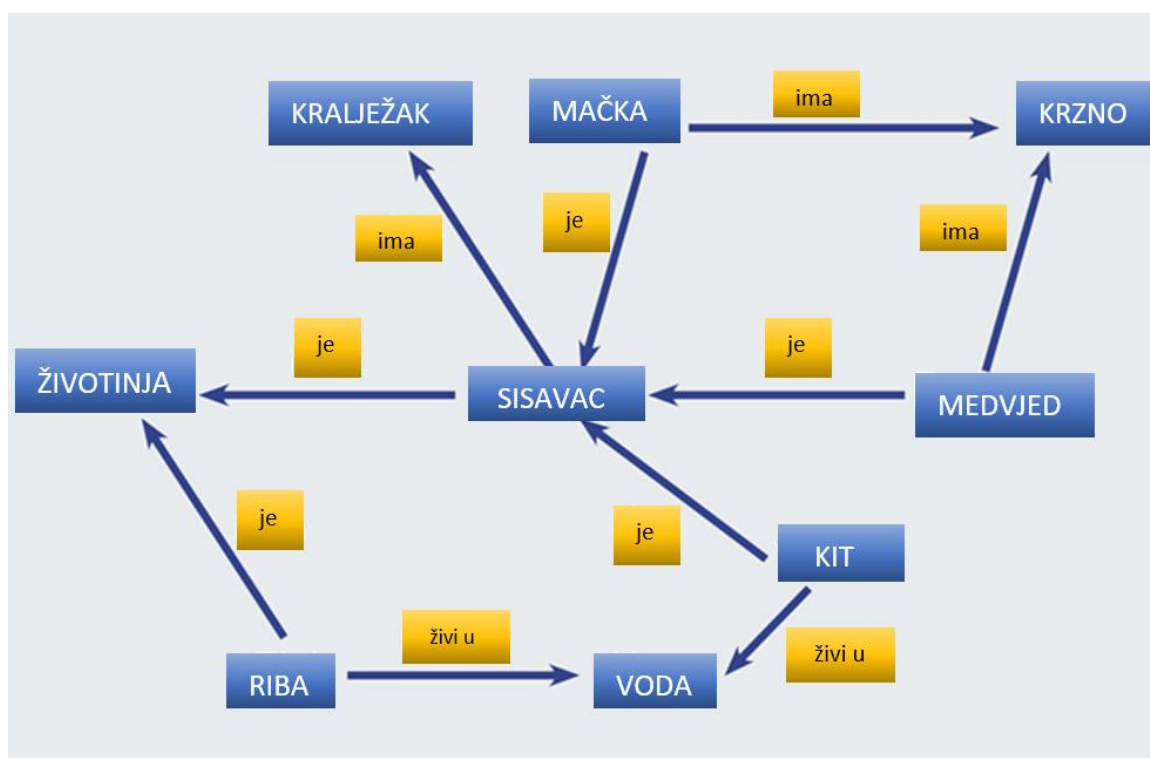 KRALJEŽAK
MAČKA
ima
KRZNO
je
ima
ima
je
je
ŽIVOTINJA
SISAVAC
MEDVJED
je
je
KIT
živi u
živi u
RIBA
VODA